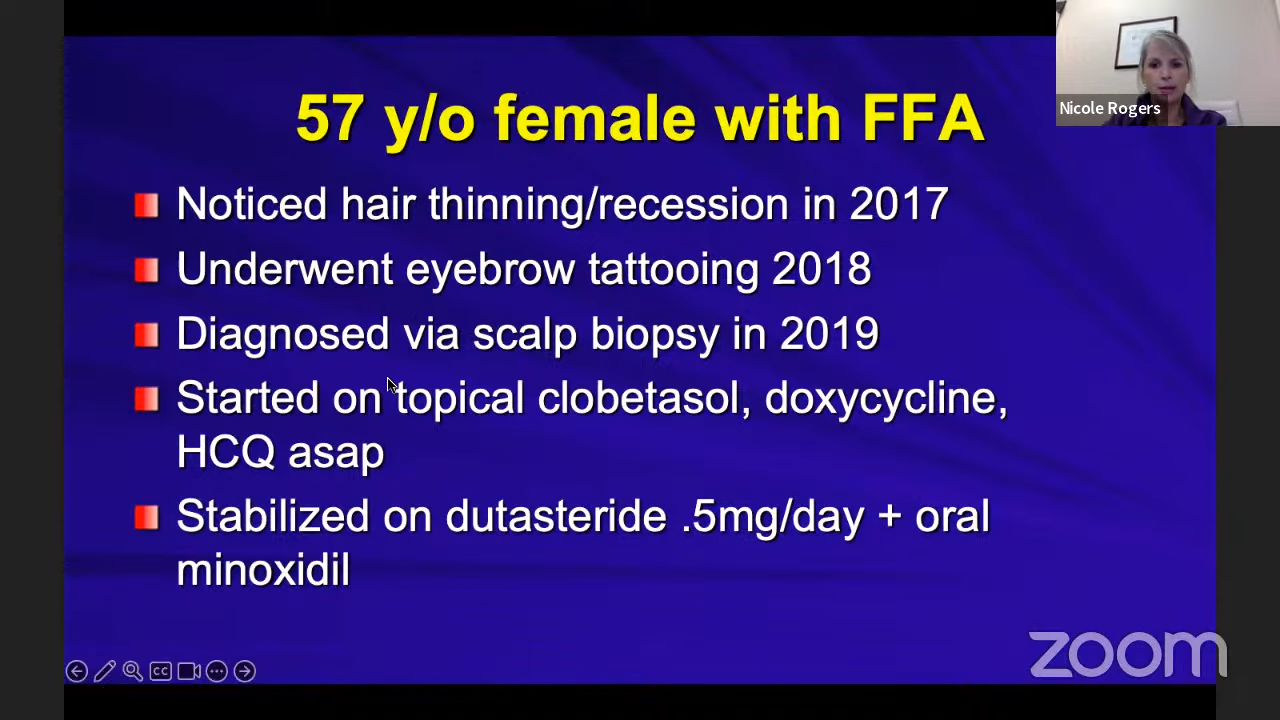 57 y/o female with FFA
Nicole Rogers
Noticed hair thinning/recession in 2017
Underwent eyebrow tattooing 2018
Diagnosed via scalp biopsy in 2019
Started on topical clobetasol, doxycycline,
HCQ asap
Stabilized on dutasteride .5mg/day + oral
minoxidil
zoom
CC